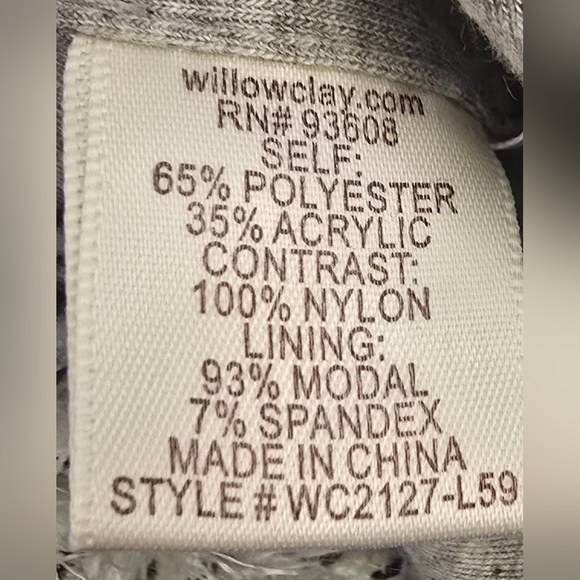 willowclay.com
RN# 93608
SELF:
65% POLYESTER
35% ACRYLIC
CONTRAST:
100% NYLON
LINING:
93% MODAL
7% SPANDEX
MADE IN CHINA
STYLE # WC2127-L59